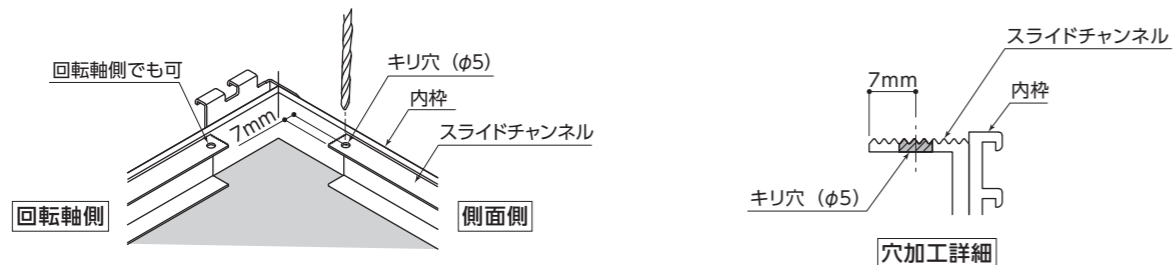 回転軸側でも可
キリ穴（φ5）
内枠
7mm
スライドチャンネル
回転軸側
側面側
スライドチャンネル
7mm
内枠
キリ穴（φ5）
穴加工詳細